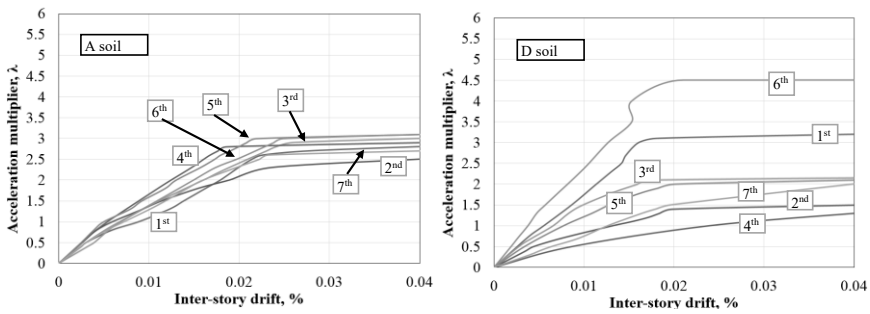 Acceleration multiplier, λ
6
5.5
5
4.5
4
3.5
3
2.5
2
1.5
1
0.5
0
A soil
6th
5th
3rd
4th
1st
7th
2nd
0
0.01
0.02
0.03
0.04
Inter-story drift, %
Acceleration multiplier, λ
6
5.5
5
4.5
4
3.5
3
2.5
2
1.5
1
0.5
0
D soil
6th
1st
3rd
5th
7th
2nd
4th
0
0.01
0.02
0.03
0.04
Inter-story drift, %